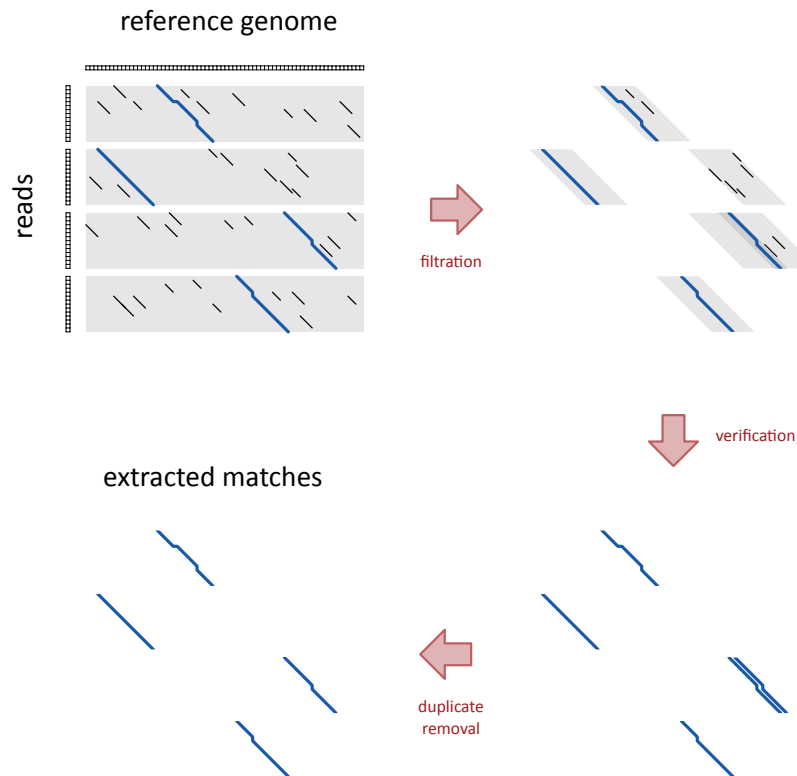 reference genome
reads
filtration
verification
extracted matches
duplicate
removal